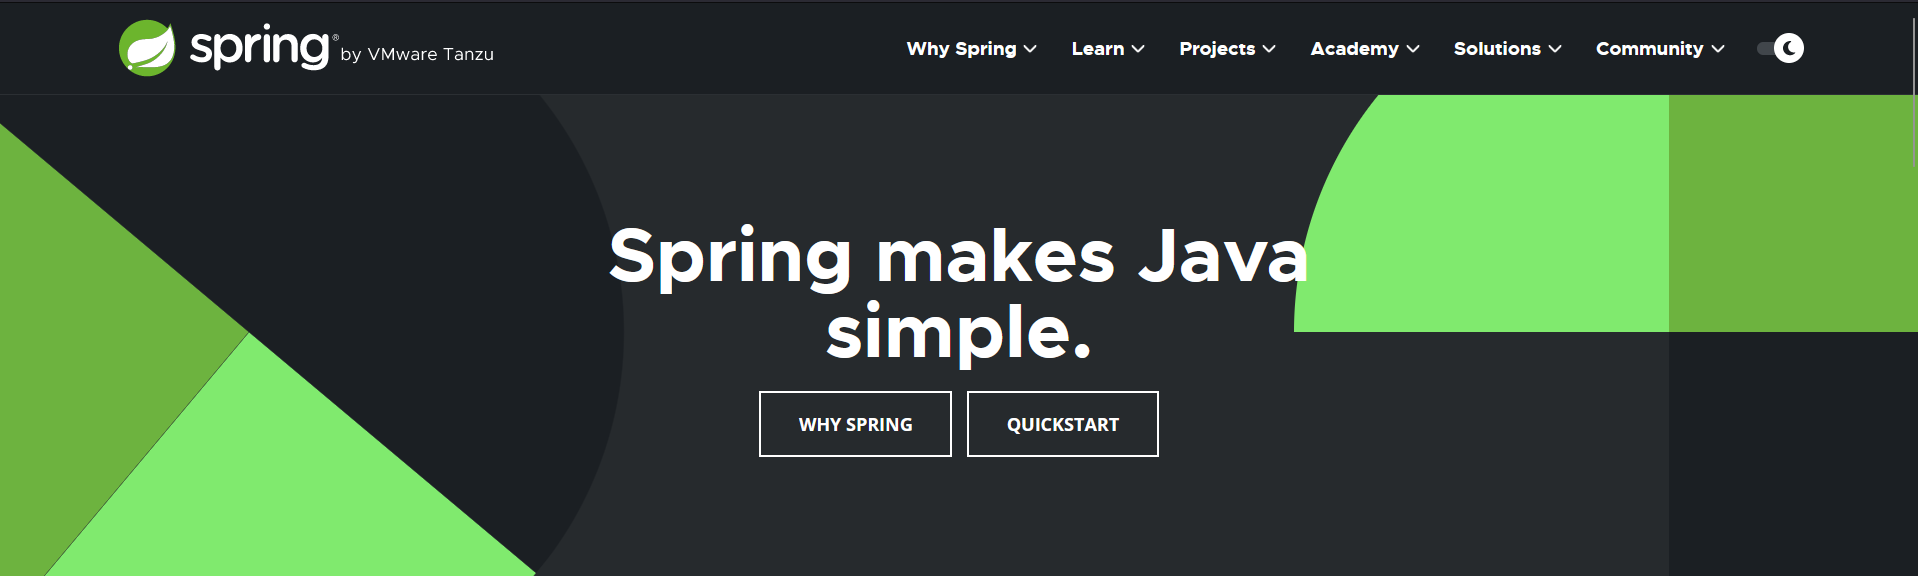 spring® by VMware Tanzu
Why Spring Learn Projects Academy Solutions Community
Spring makes Java
simple.
WHY SPRING QUICKSTART